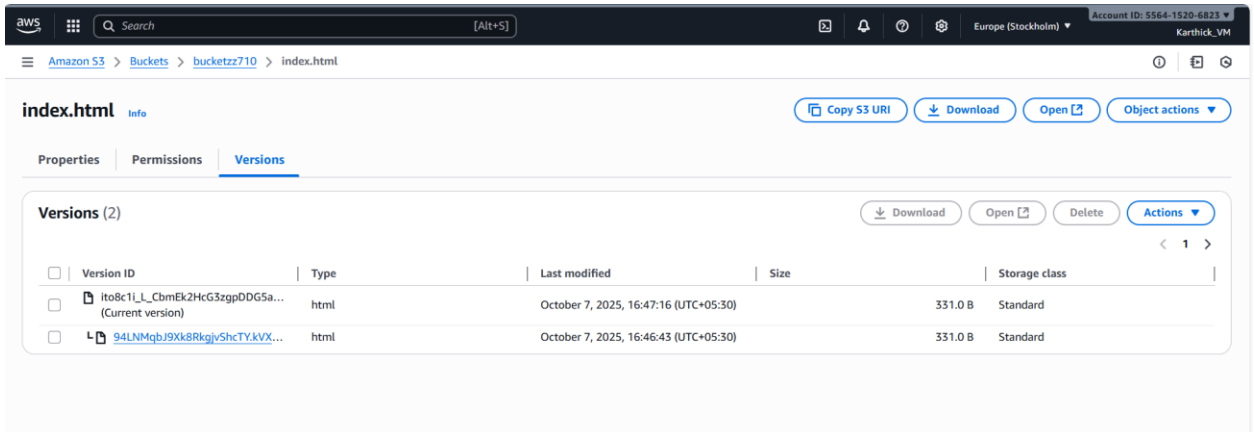 aws Search [Alt+S] Europe (Stockholm) Account ID: 5564-1520-6823
Karthick_VM
Amazon S3 > Buckets > bucketzz710 > index.html
index.html Info Copy S3 URI Download Open Object actions
Properties Permissions Versions
Versions (2) Download Open Delete Actions
< 1 >
Version ID Type Last modified Size Storage class
ito8c1i_L_CbmEk2HcG3zgpDDG5a... html October 7, 2025, 16:47:16 (UTC+05:30) 331.0 B Standard
(Current version)
94LNMqbJ9Xk8RkgjvShcTY.kVX... html October 7, 2025, 16:46:43 (UTC+05:30) 331.0 B Standard